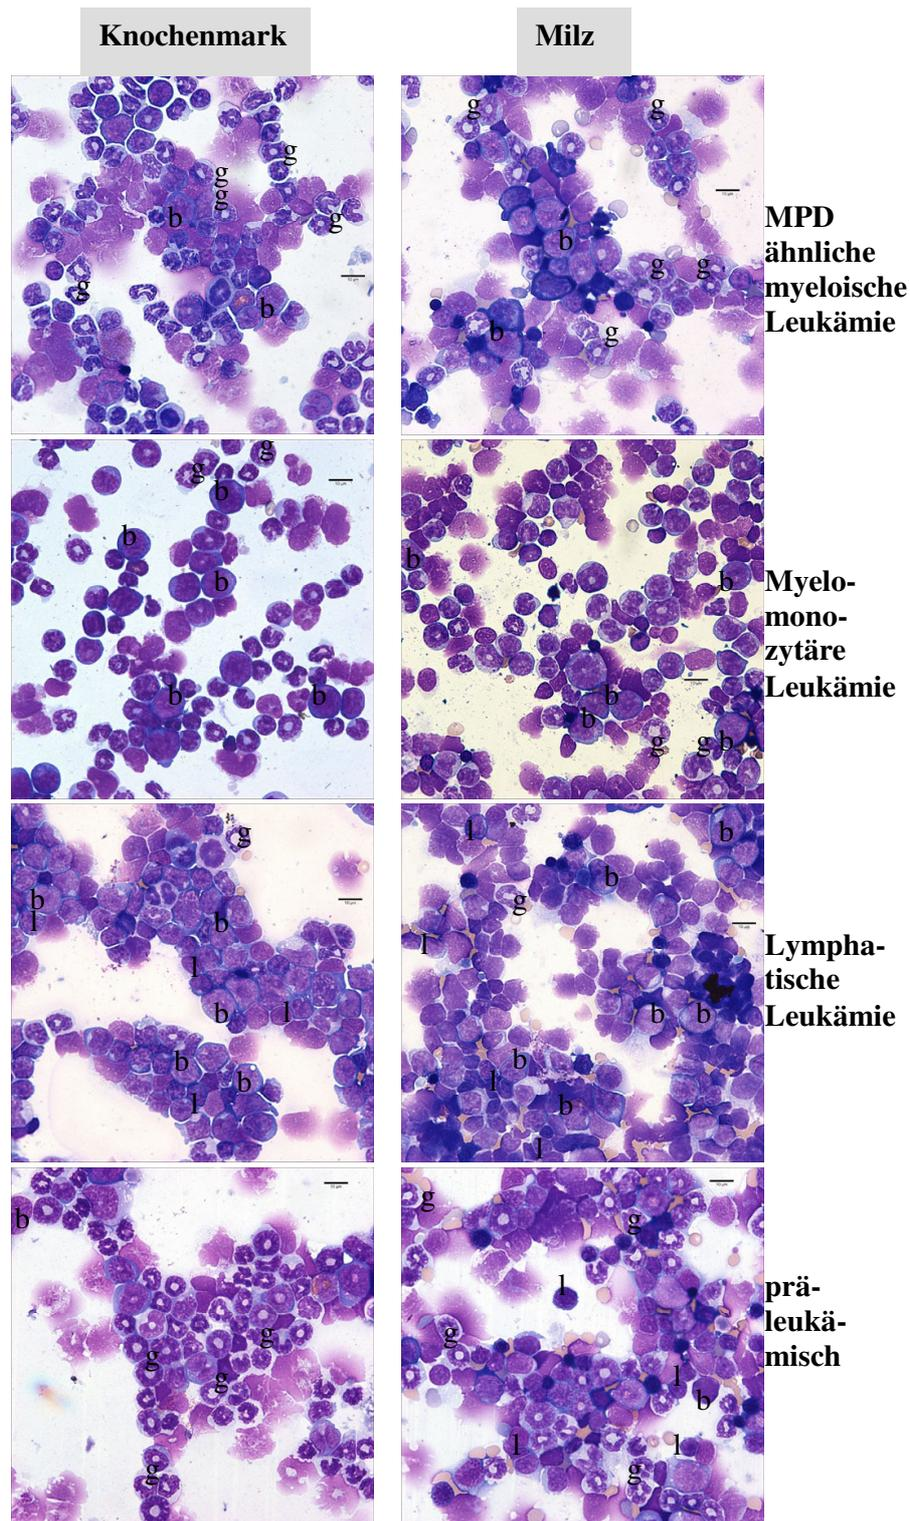 Knochenmark
Milz
g
g
g
b g
g
b
g g
b
g g
b g
MPD
ähnliche
myeloische
Leukämie
g
g
b
b
b
b b
b
b
b
b
g g b
Myelo-
mono-
zytäre
Leukämie
g
b
l b
l
b l
b
b
l
l b
b
g
l
b b
b
l
b
l
Lympha-
tische
Leukämie
b
g
g
g
g
g
g
l
g
l
b
l l
g
prä-
leukä-
misch